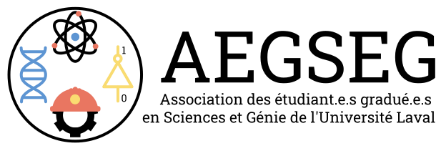 1
0
AEGSEG
Association des étudiant.e.s gradué.e.s
en Sciences et Génie de l'Université Laval